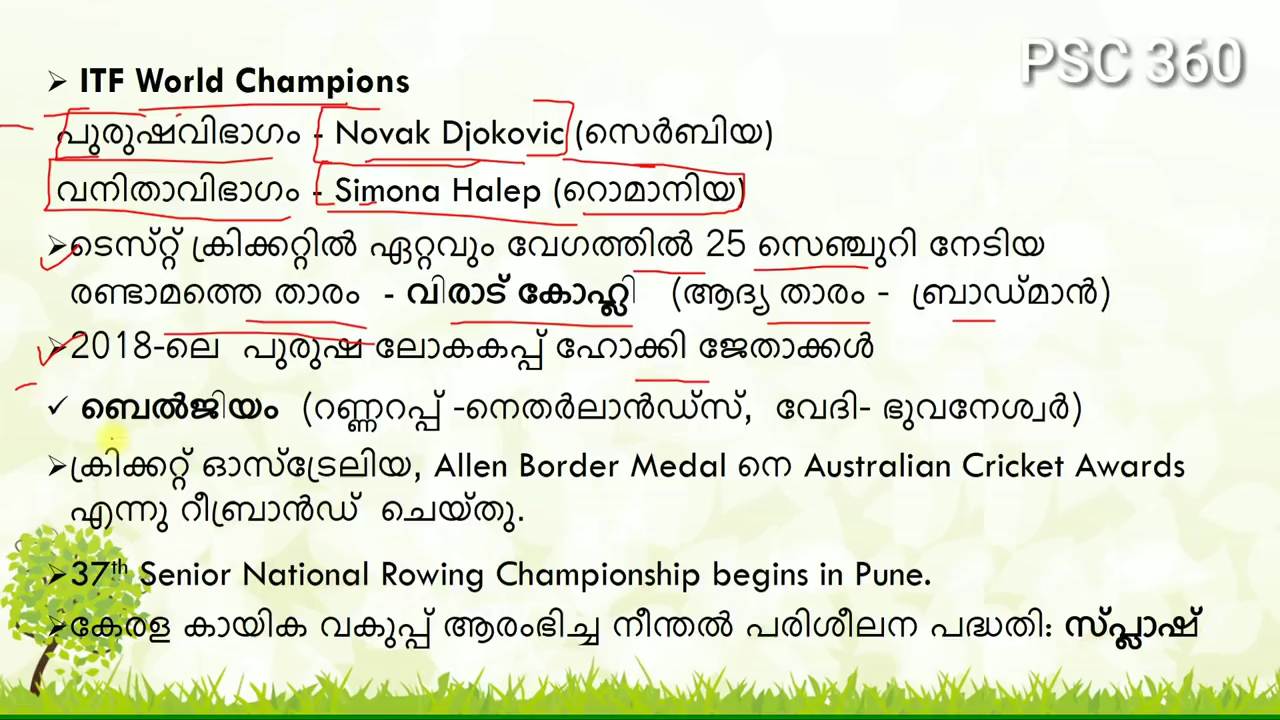 PSC 360
➢ ITF World Champions
പുരുഷവിഭാഗം - Novak Djokovic (സെർബിയ)
വനിതാവിഭാഗം - Simona Halep (റൊമാനിയ)
➢ ടെസ്റ്റ് ക്രിക്കറ്റിൽ ഏറ്റവും വേഗത്തിൽ 25 സെഞ്ചുറി നേടിയ
രണ്ടാമത്തെ താരം - വിരാട് കോഹ്ലി (ആദ്യ താരം - ബ്രാഡ്മാൻ)
➢ 2018-ലെ പുരുഷ ലോകകപ്പ് ഹോക്കി ജേതാക്കൾ
✓ ബെൽജിയം (റണ്ണറപ്പ് -നെതർലാൻഡ്സ്, വേദി- ഭുവനേശ്വർ)
➢ ക്രിക്കറ്റ് ഓസ്ട്രേലിയ, Allen Border Medal നെ Australian Cricket Awards
എന്നു റീബ്രാൻഡ് ചെയ്തു.
➢ 37th Senior National Rowing Championship begins in Pune.
➢ കേരള കായിക വകുപ്പ് ആരംഭിച്ച നീന്തൽ പരിശീലന പദ്ധതി: സ്പ്ലാഷ്